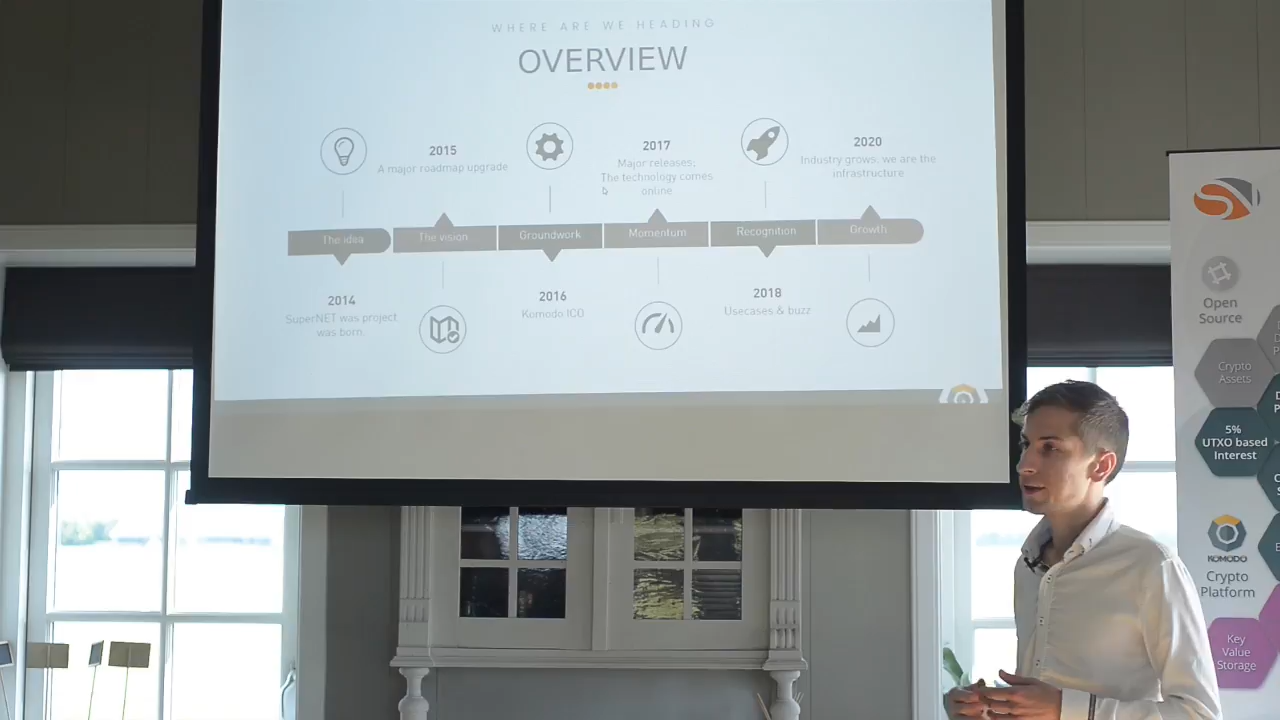 WHERE ARE WE HEADING
OVERVIEW
2015
A major roadmap upgrade
2017
Major releases;
The technology comes
online
2020
Industry grows, we are the
infrastructure
The idea
The vision
Groundwork
Momentum
Recognition
Growth
2014
SuperNET was project
was born.
2016
Komodo ICO
2018
Usecases & buzz
Open
Source
Crypto
Assets
5%
UTXO based
Interest
KOMODO
Crypto
Platform
Key
Value
Storage